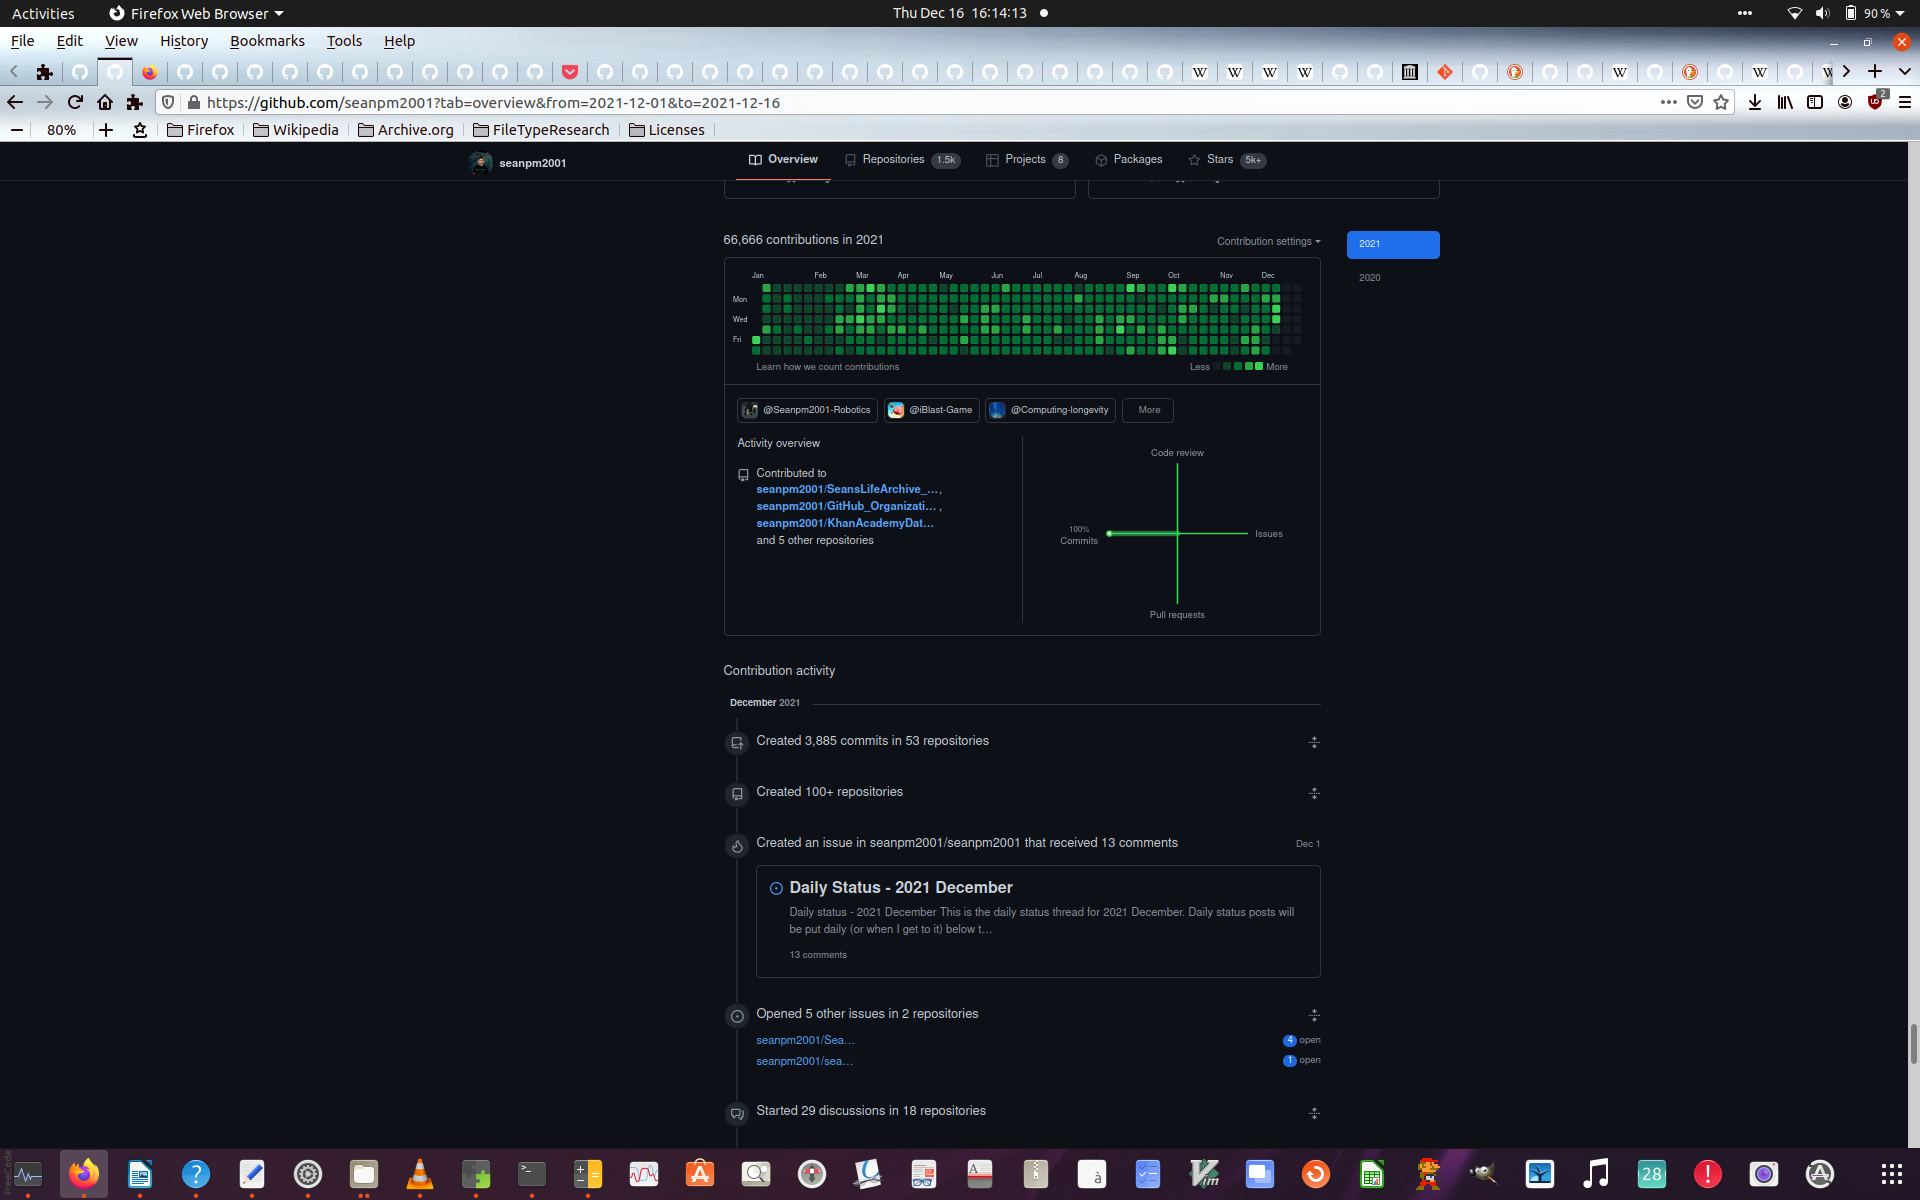 Activities
Firefox Web Browser
Thu Dec 16 16:14:13
90 %
File Edit View History Bookmarks Tools Help
https://github.com/seanpm2001?tab=overview&from=2021-12-01&to=2021-12-16
2
80%
Firefox
Wikipedia
Archive.org
FileTypeResearch
Licenses
seanpm2001
Overview
Repositories 1.5k
Projects 8
Packages
Stars 5k+
66,666 contributions in 2021
Contribution settings
2021
2020
Jan Feb Mar Apr May Jun Jul Aug Sep Oct Nov Dec
Mon
Wed
Fri
Learn how we count contributions
Less More
@Seanpm2001-Robotics
@iBlast-Game
@Computing-longevity
More
Activity overview
Contributed to
seanpm2001/SeansLifeArchive_… ,
seanpm2001/GitHub_Organizati… ,
seanpm2001/KhanAcademyDat…
and 5 other repositories
Code review
100%
Commits
Issues
Pull requests
Contribution activity
December 2021
Created 3,885 commits in 53 repositories
Created 100+ repositories
Created an issue in seanpm2001/seanpm2001 that received 13 comments
Dec 1
Daily Status - 2021 December
Daily status - 2021 December This is the daily status thread for 2021 December. Daily status posts will
be put daily (or when I get to it) below t…
13 comments
Opened 5 other issues in 2 repositories
seanpm2001/Sea…
4 open
seanpm2001/sea…
1 open
Started 29 discussions in 18 repositories
FreeCode
28